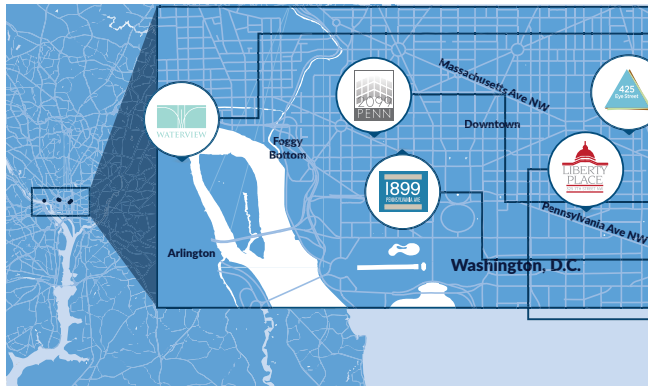 WATERVIEW
2099
PENN
Massachusetts Ave NW
425
Eye Street
Downtown
Foggy
Bottom
LIBERTY
PLACE
1899
PENNSYLVANIA AVE
Pennsylvania Ave NW
Arlington
Washington, D.C.